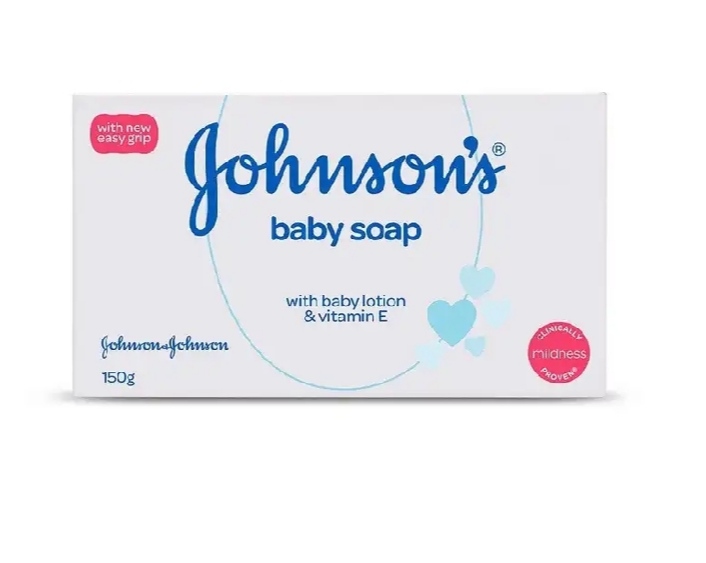 with new
easy grip
Johnson's®
baby soap
with baby lotion
& vitamin E
Johnson & Johnson
150g
CLINICALLY
mildness
PROVEN®